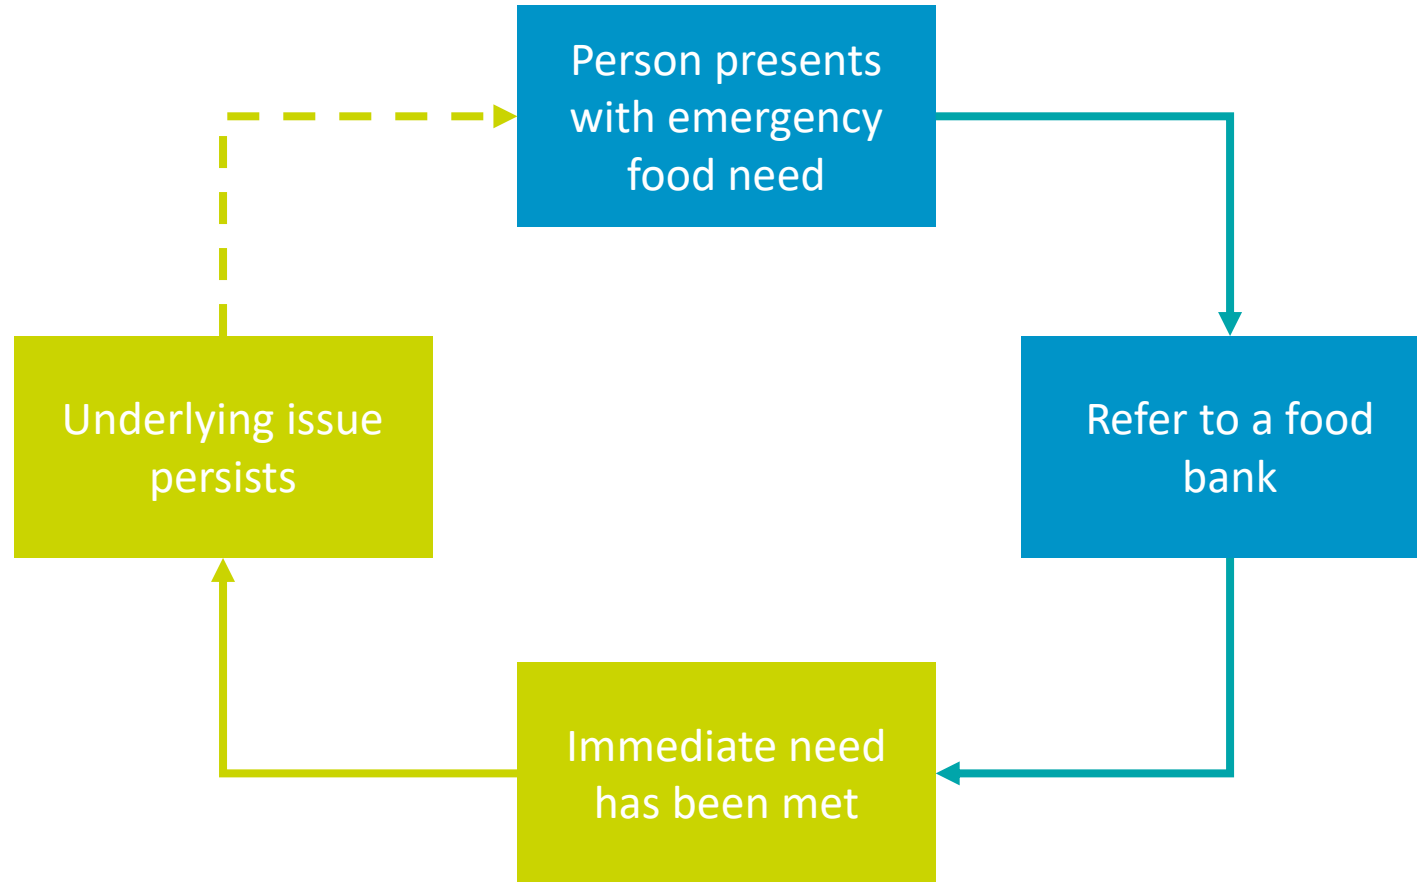 Person presents
with emergency
food need
Refer to a food
bank
Immediate need
has been met
Underlying issue
persists